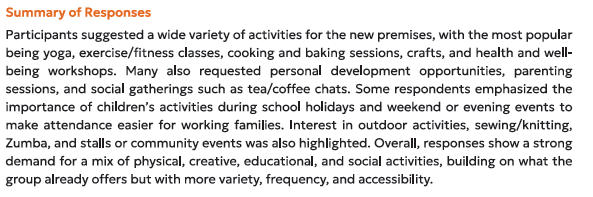 Summary of Responses
Participants suggested a wide variety of activities for the new premises, with the most popular
being yoga, exercise/fitness classes, cooking and baking sessions, crafts, and health and well-
being workshops. Many also requested personal development opportunities, parenting
sessions, and social gatherings such as tea/coffee chats. Some respondents emphasized the
importance of children's activities during school holidays and weekend or evening events to
make attendance easier for working families. Interest in outdoor activities, sewing/knitting,
Zumba, and stalls or community events was also highlighted. Overall, responses show a strong
demand for a mix of physical, creative, educational, and social activities, building on what the
group already offers but with more variety, frequency, and accessibility.